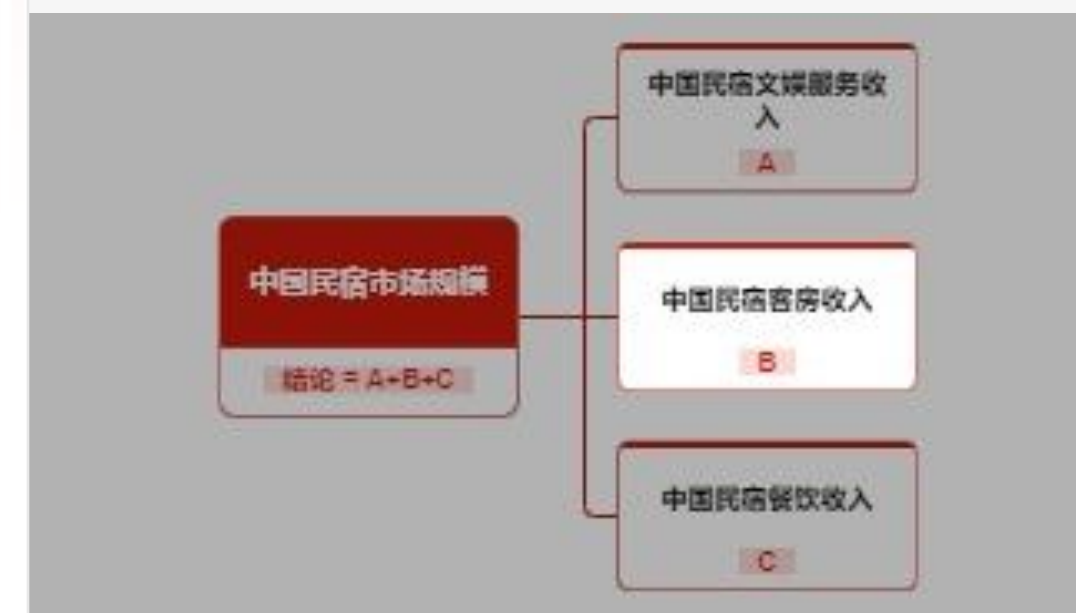 中国民宿文娱服务收
入
A
中国民宿市场规模
结论 = A+B+C
中国民宿客房收入
B
中国民宿餐饮收入
C